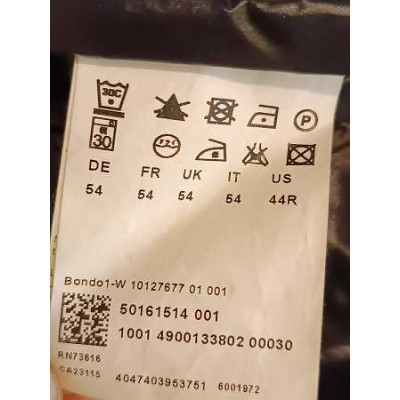 30C
P
30
DE FR UK IT US
54 54 54 54 44R
Bondo1-W 10127677 01 001
50161514 001
1001 4900133802 00030
RN73616
CA23115 4047403953751 6001972